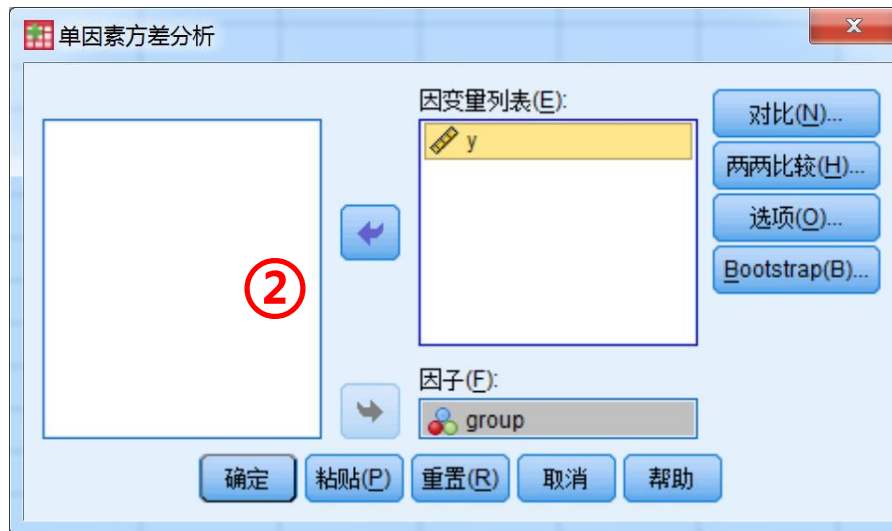 单因素方差分析
x
因变量列表(E):
y
对比(N)...
两两比较(H)...
选项(O)...
Bootstrap(B)...
②
因子(F):
group
确定 粘贴(P) 重置(R) 取消 帮助